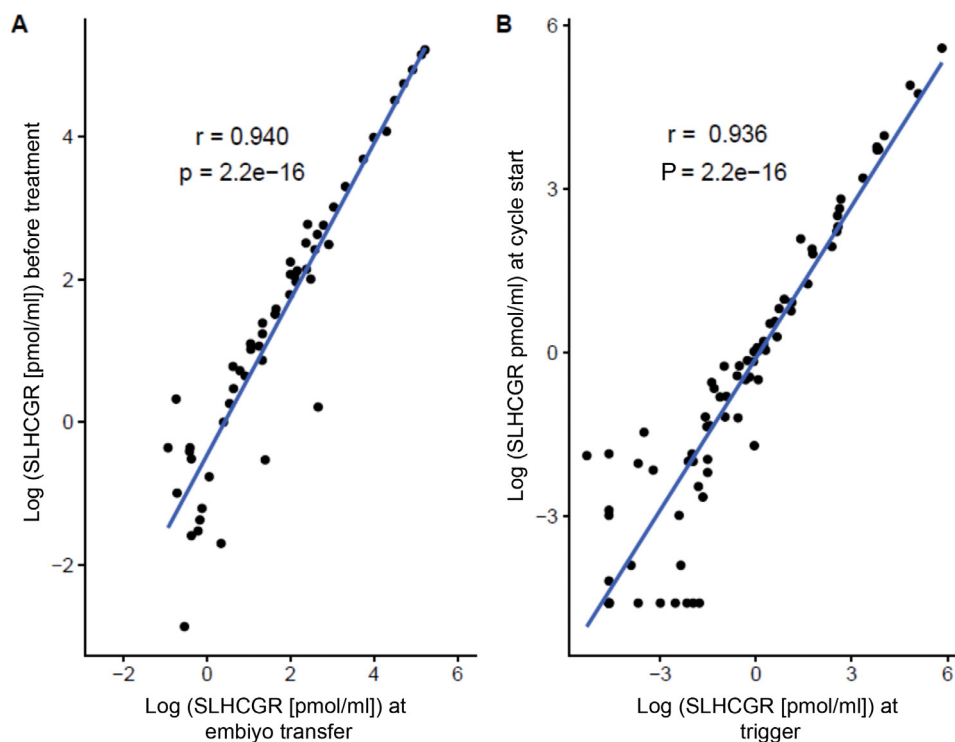 A
Log (SLHCGR [pmol/ml]) before treatment
4
2
0
−2
r = 0.940
p = 2.2e−16
−2 0 2 4 6
Log (SLHCGR [pmol/ml]) at
embiyo transfer
B
Log (SLHCGR pmol/ml) at cycle start
6
3
0
−3
r = 0.936
P = 2.2e−16
−3 0 3 6
Log (SLHCGR [pmol/ml]) at
trigger